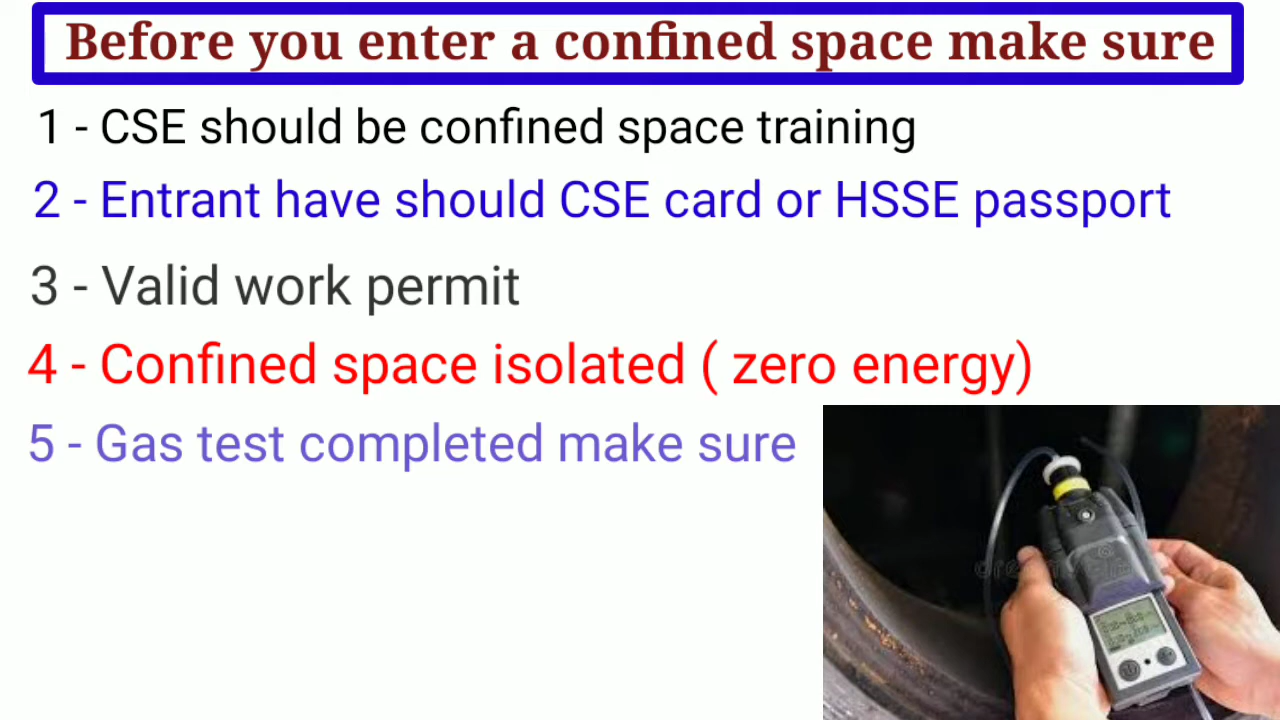 Before you enter a confined space make sure
1 - CSE should be confined space training
2 - Entrant have should CSE card or HSSE passport
3 - Valid work permit
4 - Confined space isolated ( zero energy)
5 - Gas test completed make sure